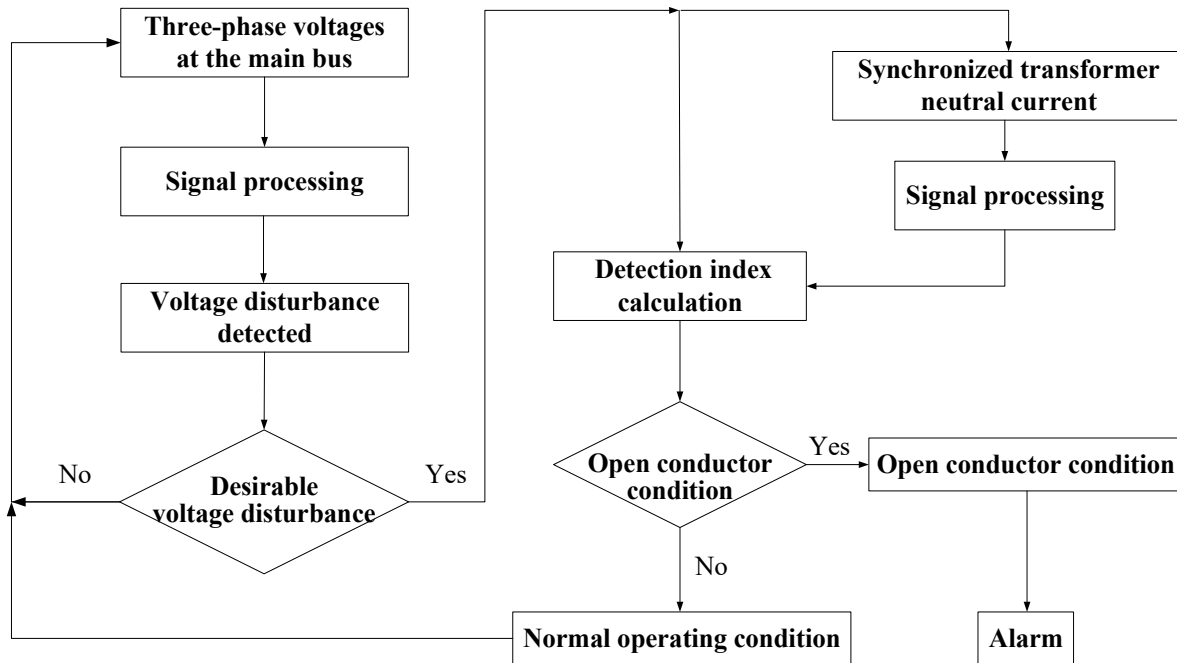 Three-phase voltages
at the main bus
Signal processing
Voltage disturbance
detected
Desirable
voltage disturbance
No
Yes
Synchronized transformer
neutral current
Signal processing
Detection index
calculation
Open conductor
condition
Yes
Open conductor condition
No
Normal operating condition
Alarm